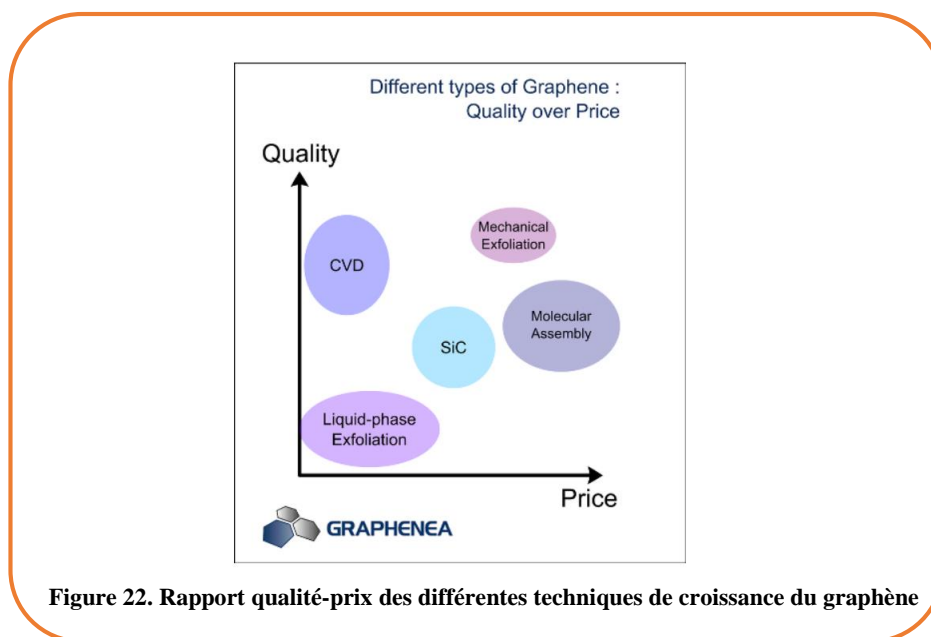 Different types of Graphene :
Quality over Price
Quality
Mechanical
Exfoliation
CVD
Molecular
Assembly
SiC
Liquid-phase
Exfoliation
Price
GRAPHENEA
Figure 22. Rapport qualité-prix des différentes techniques de croissance du graphène